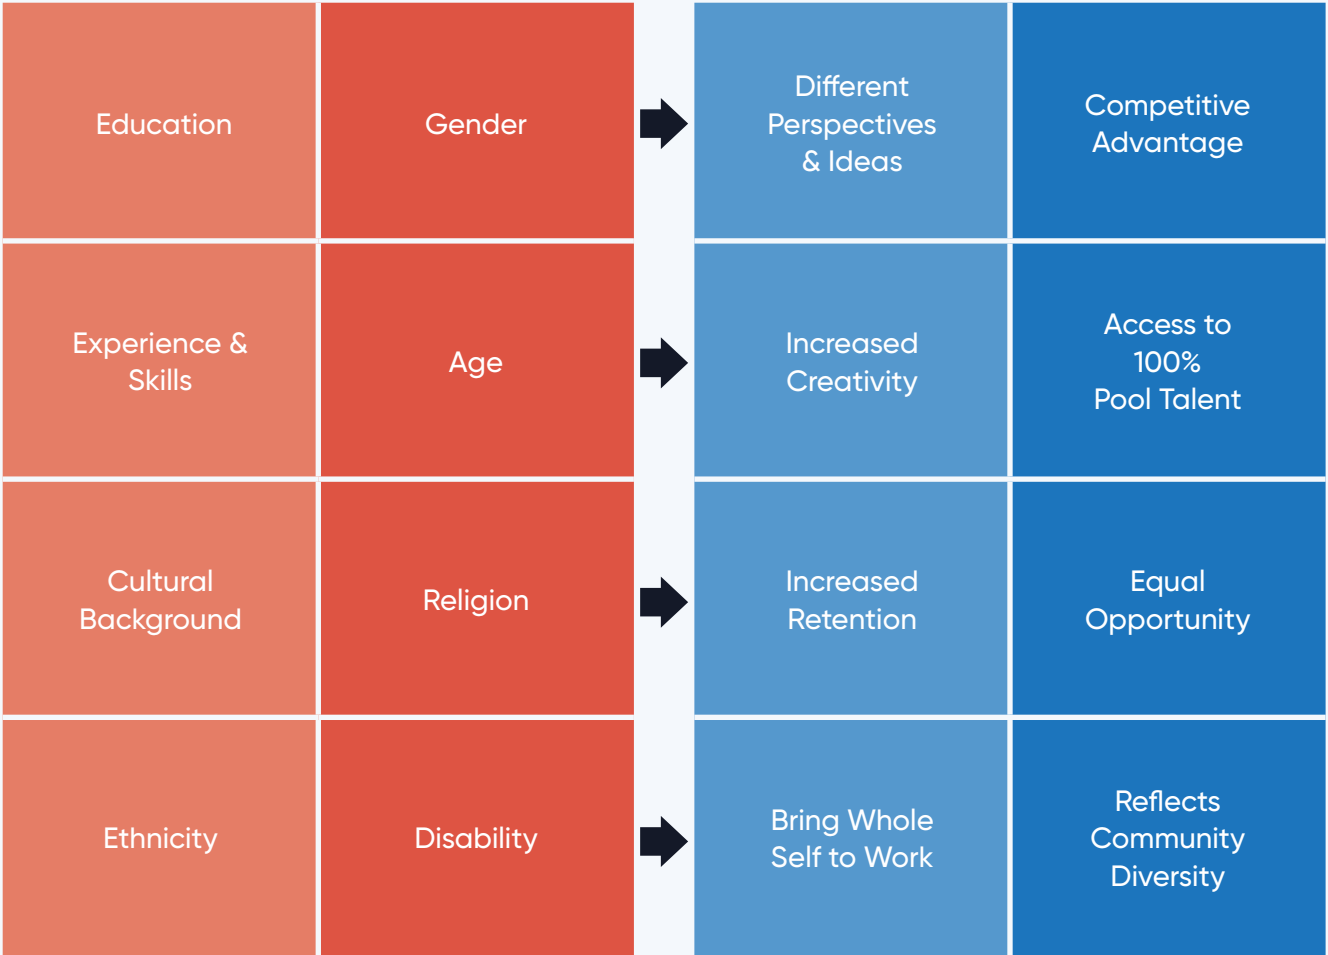 Education
Gender
Different
Perspectives
& Ideas
Competitive
Advantage
Experience &
Skills
Age
Increased
Creativity
Access to
100%
Pool Talent
Cultural
Background
Religion
Increased
Retention
Equal
Opportunity
Ethnicity
Disability
Bring Whole
Self to Work
Reflects
Community
Diversity